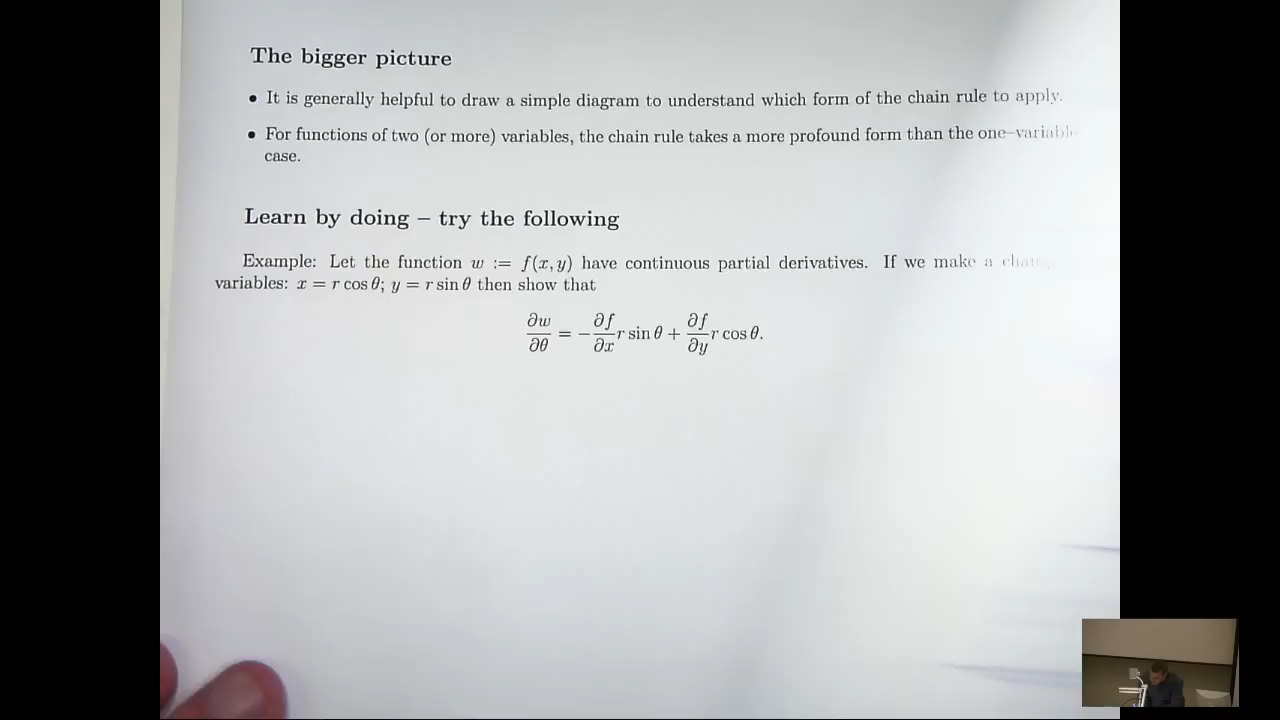 The bigger picture
• It is generally helpful to draw a simple diagram to understand which form of the chain rule to apply.
• For functions of two (or more) variables, the chain rule takes a more profound form than the one–variable
case.
Learn by doing – try the following
Example: Let the function w := f(x, y) have continuous partial derivatives. If we make a
variables: x = r cos θ; y = r sin θ then show that
∂w/∂θ = −∂f/∂x r sin θ + ∂f/∂y r cos θ.